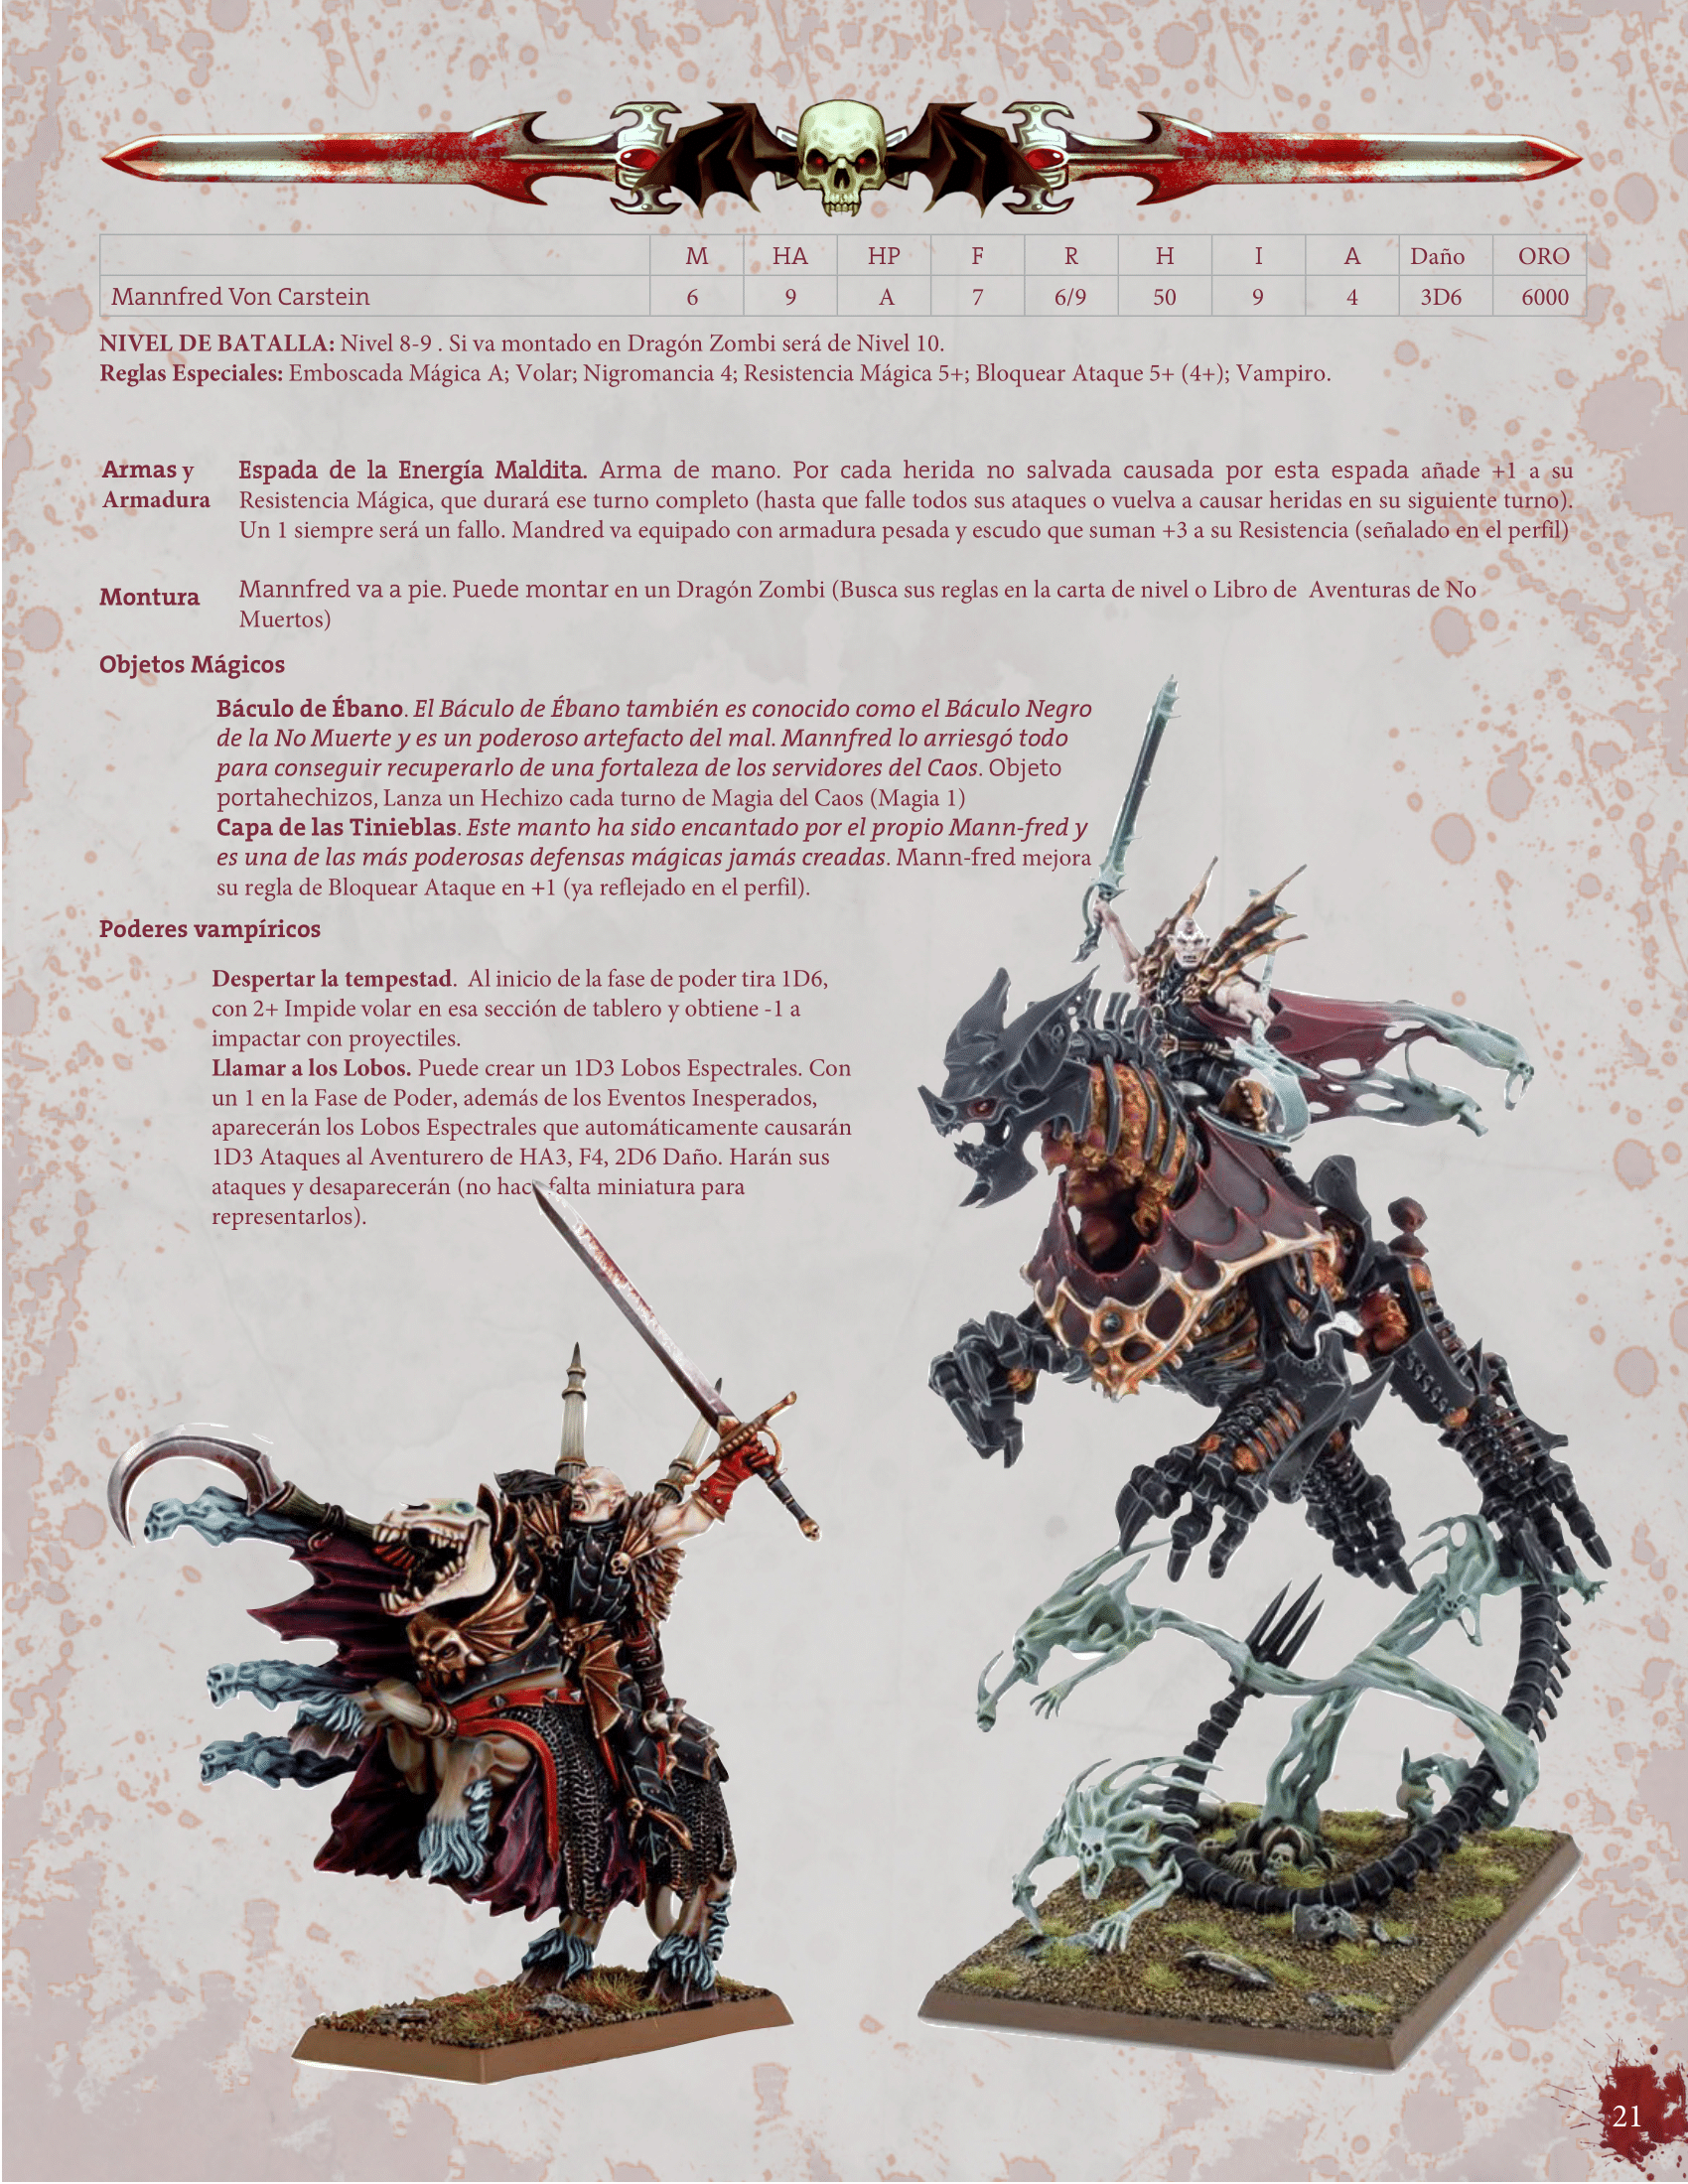 M HA HP F R H I A Daño ORO
Mannfred Von Carstein 6 9 A 7 6/9 50 9 4 3D6 6000
NIVEL DE BATALLA: Nivel 8-9 . Si va montado en Dragón Zombi será de Nivel 10.
Reglas Especiales: Emboscada Mágica A; Volar; Nigromancia 4; Resistencia Mágica 5+; Bloquear Ataque 5+ (4+); Vampiro.
Armas y
Armadura
Espada de la Energía Maldita. Arma de mano. Por cada herida no salvada causada por esta espada añade +1 a su
Resistencia Mágica, que durará ese turno completo (hasta que falle todos sus ataques o vuelva a causar heridas en su siguiente turno).
Un 1 siempre será un fallo. Mandred va equipado con armadura pesada y escudo que suman +3 a su Resistencia (señalado en el perfil)
Montura
Mannfred va a pie. Puede montar en un Dragón Zombi (Busca sus reglas en la carta de nivel o Libro de Aventuras de No
Muertos)
Objetos Mágicos
Báculo de Ébano. El Báculo de Ébano también es conocido como el Báculo Negro
de la No Muerte y es un poderoso artefacto del mal. Mannfred lo arriesgó todo
para conseguir recuperarlo de una fortaleza de los servidores del Caos. Objeto
portahechizos, Lanza un Hechizo cada turno de Magia del Caos (Magia 1)
Capa de las Tinieblas. Este manto ha sido encantado por el propio Mann-fred y
es una de las más poderosas defensas mágicas jamás creadas. Mann-fred mejora
su regla de Bloquear Ataque en +1 (ya reflejado en el perfil).
Poderes vampíricos
Despertar la tempestad. Al inicio de la fase de poder tira 1D6,
con 2+ Impide volar en esa sección de tablero y obtiene -1 a
impactar con proyectiles.
Llamar a los Lobos. Puede crear un 1D3 Lobos Espectrales. Con
un 1 en la Fase de Poder, además de los Eventos Inesperados,
aparecerán los Lobos Espectrales que automáticamente causarán
1D3 Ataques al Aventurero de HA3, F4, 2D6 Daño. Harán sus
ataques y desaparecerán (no hace falta miniatura para
representarlos).
21